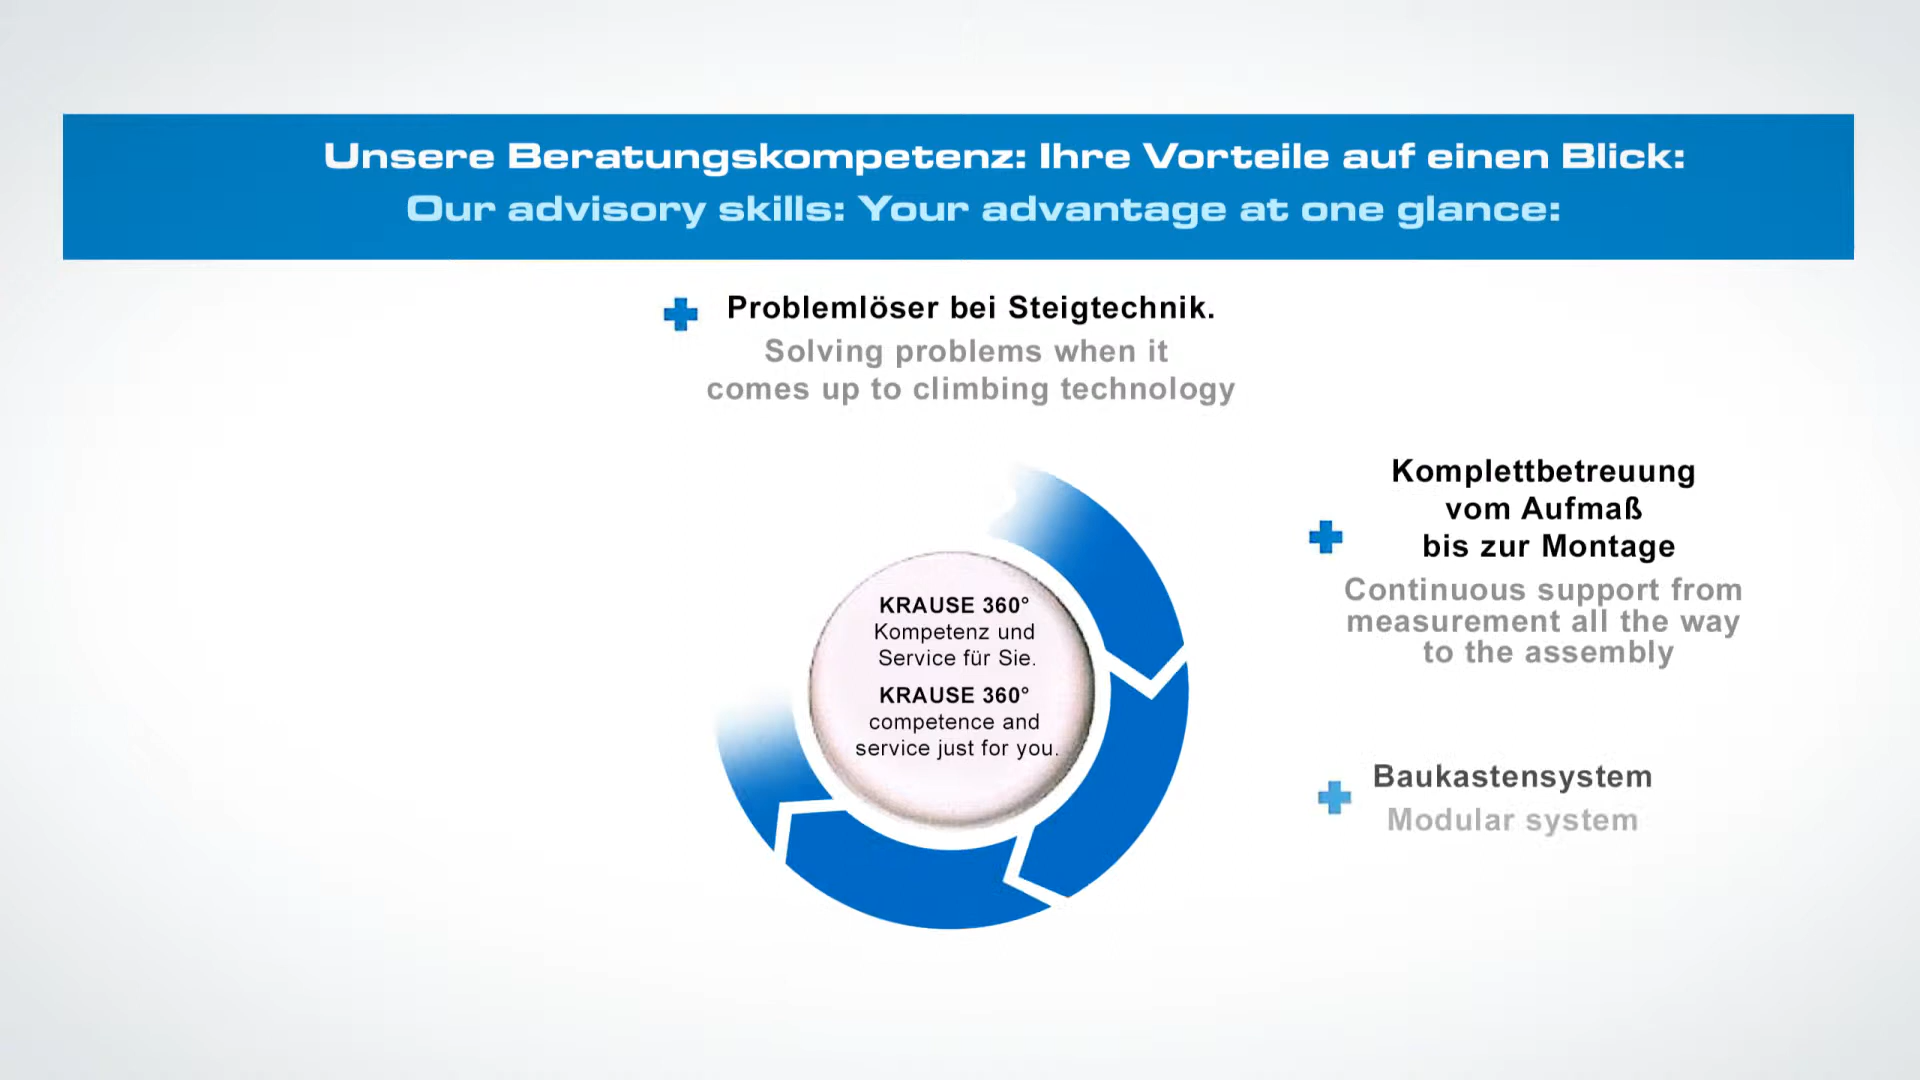 Unsere Beratungskompetenz: Ihre Vorteile auf einen Blick:
Our advisory skills: Your advantage at one glance:
Problemlöser bei Steigtechnik.
Solving problems when it
comes up to climbing technology
Komplettbetreuung
vom Aufmaß
bis zur Montage
Continuous support from
measurement all the way
to the assembly
KRAUSE 360°
Kompetenz und
Service für Sie.
KRAUSE 360°
competence and
service just for you.
Baukastensystem
Modular system